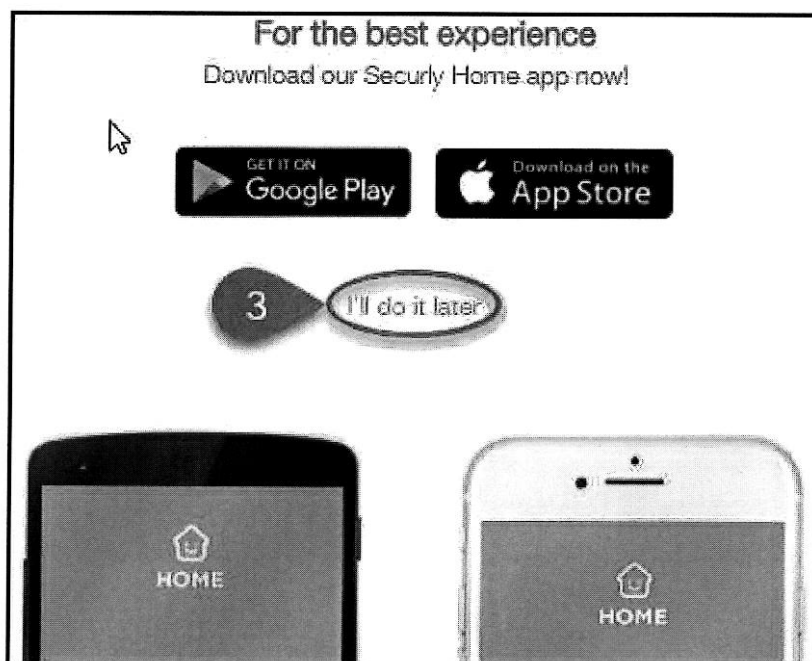 For the best experience
Download our Securly Home app now!
GET IT ON
Google Play
Download on the
App Store
3
I'll do it later
HOME
HOME